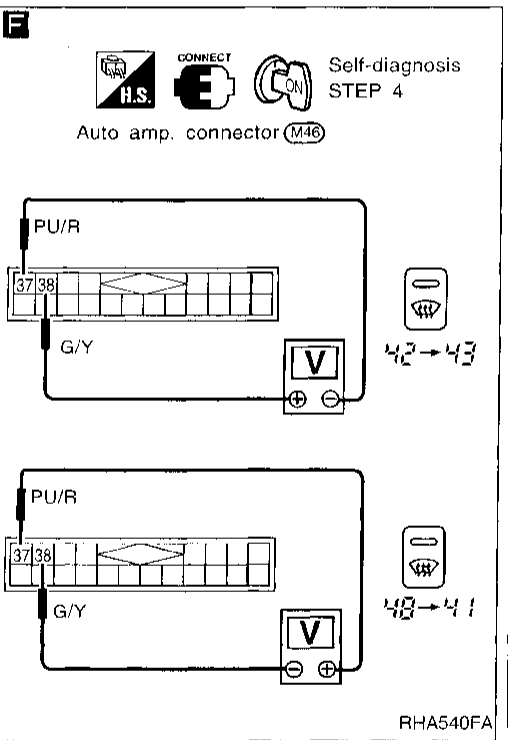 F
CONNECT
H.S.
ON
Self-diagnosis
STEP 4
Auto amp. connector M46
PU/R
37 38
G/Y
V
⊕ ⊖
42→43
PU/R
37 38
G/Y
V
⊖ ⊕
48→41
RHA540FA